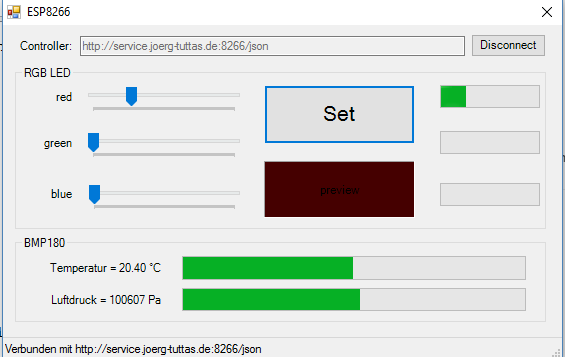 ESP8266
Controller: http://service.joerg-tuttas.de:8266/json Disconnect
RGB LED
red
Set
green
preview
blue
BMP180
Temperatur = 20.40 °C
Luftdruck = 100607 Pa
Verbunden mit http://service.joerg-tuttas.de:8266/json